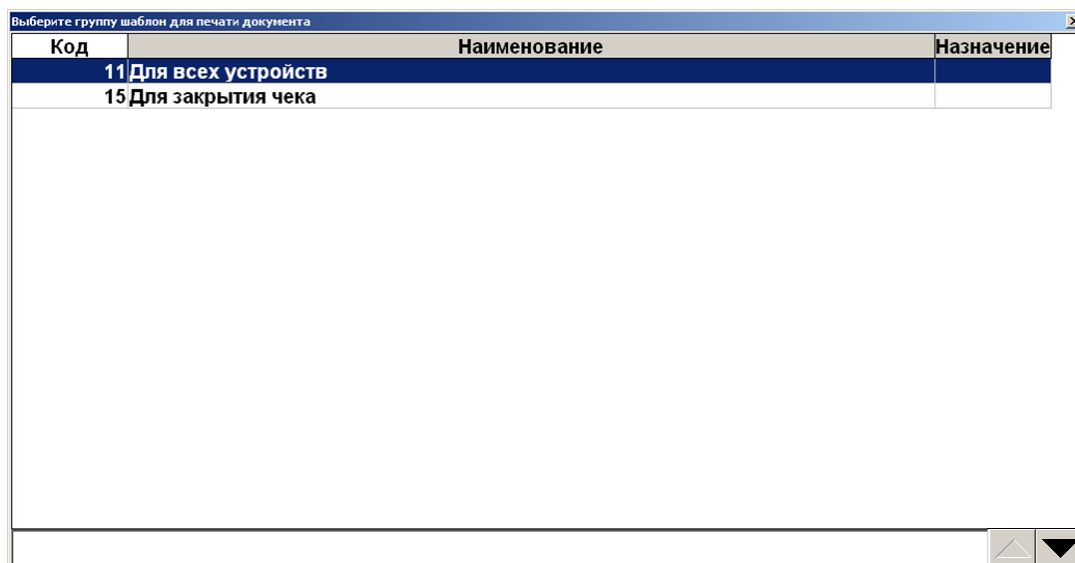 Выберите группу шаблон для печати документа
Код Наименование Назначение
11 Для всех устройств
15 Для закрытия чека